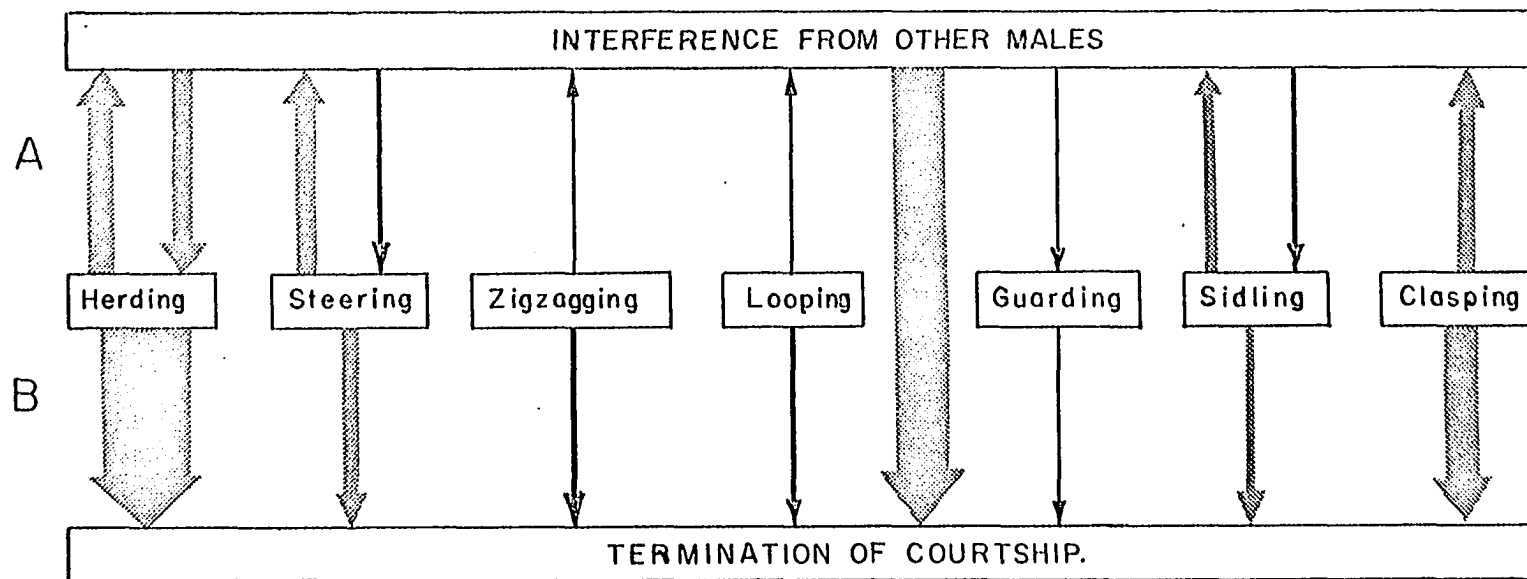 INTERFERENCE FROM OTHER MALES
A
Herding Steering Zigzagging Looping Guarding Sidling Clasping
B
TERMINATION OF COURTSHIP.